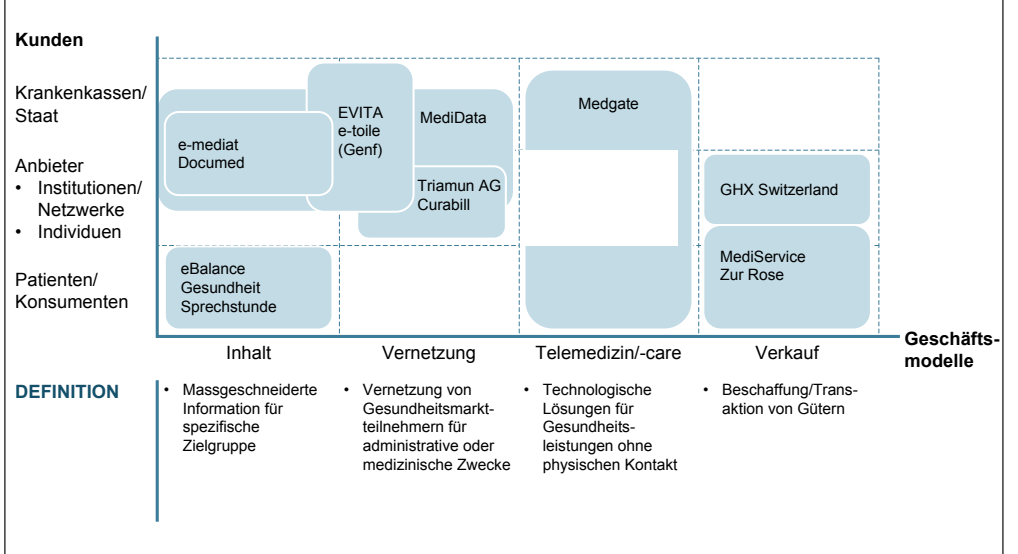 Kunden
Krankenkassen/
Staat
Anbieter
• Institutionen/
Netzwerke
• Individuen
Patienten/
Konsumenten
e-mediat
Documed
EVITA
e-toile
(Genf)
MediData
Triamun AG
Curabill
Medgate
GHX Switzerland
MediService
Zur Rose
eBalance
Gesundheit
Sprechstunde
Inhalt
Vernetzung
Telemedizin/-care
Verkauf
Geschäfts-
modelle
DEFINITION
• Massgeschneiderte
Information für
spezifische
Zielgruppe
• Vernetzung von
Gesundheitsmarkt-
teilnehmern für
administrative oder
medizinische Zwecke
• Technologische
Lösungen für
Gesundheits-
leistungen ohne
physischen Kontakt
• Beschaffung/Trans-
aktion von Gütern